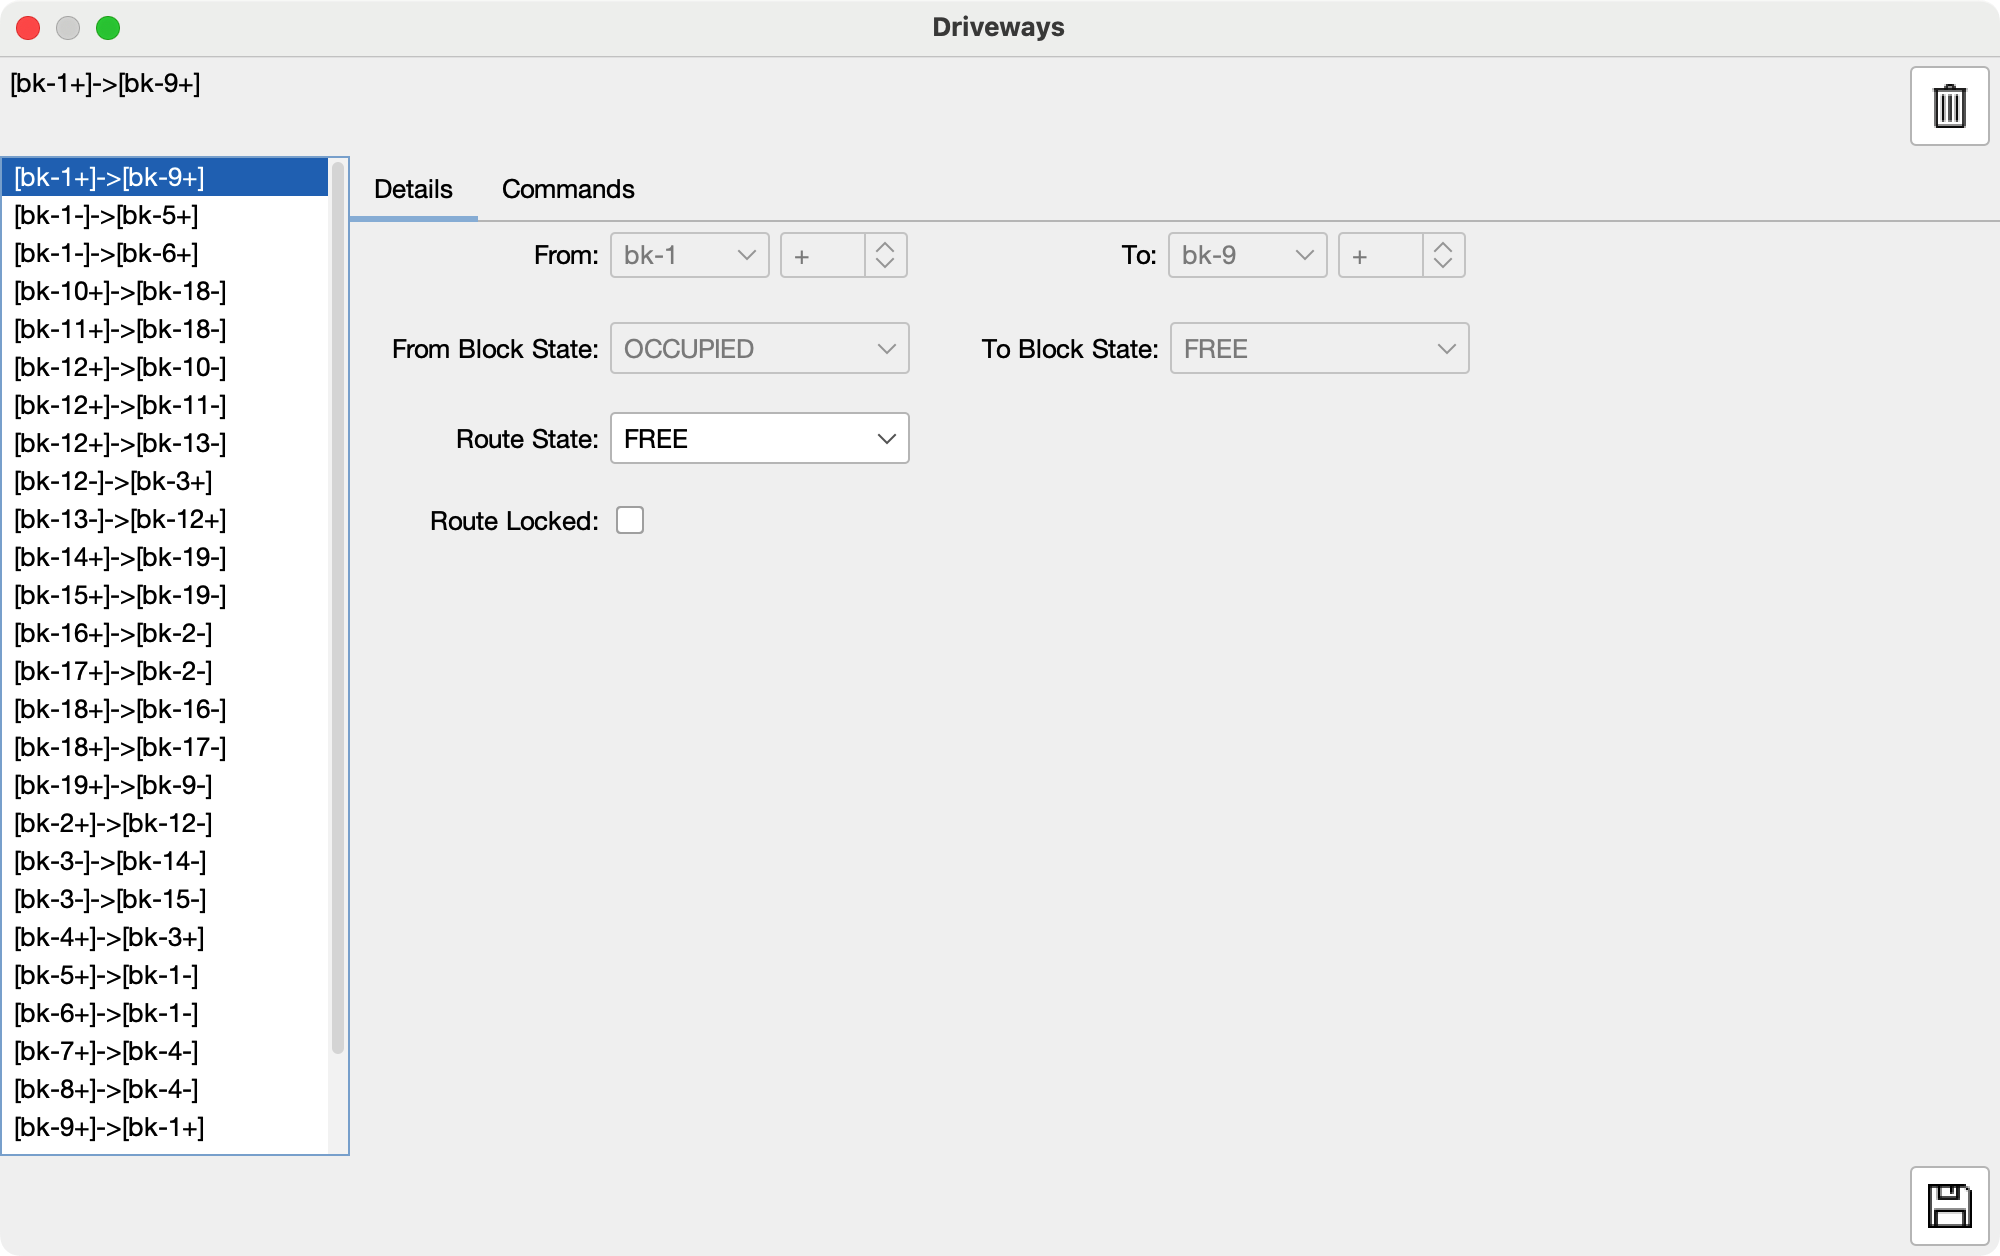 Driveways
[bk-1+]->[bk-9+]
[bk-1+]->[bk-9+]
[bk-1-]->[bk-5+]
[bk-1-]->[bk-6+]
[bk-10+]->[bk-18-]
[bk-11+]->[bk-18-]
[bk-12+]->[bk-10-]
[bk-12+]->[bk-11-]
[bk-12+]->[bk-13-]
[bk-12-]->[bk-3+]
[bk-13-]->[bk-12+]
[bk-14+]->[bk-19-]
[bk-15+]->[bk-19-]
[bk-16+]->[bk-2-]
[bk-17+]->[bk-2-]
[bk-18+]->[bk-16-]
[bk-18+]->[bk-17-]
[bk-19+]->[bk-9-]
[bk-2+]->[bk-12-]
[bk-3-]->[bk-14-]
[bk-3-]->[bk-15-]
[bk-4+]->[bk-3+]
[bk-5+]->[bk-1-]
[bk-6+]->[bk-1-]
[bk-7+]->[bk-4-]
[bk-8+]->[bk-4-]
[bk-9+]->[bk-1+]
Details Commands
From: bk-1 + To: bk-9 +
From Block State: OCCUPIED To Block State: FREE
Route State: FREE
Route Locked: